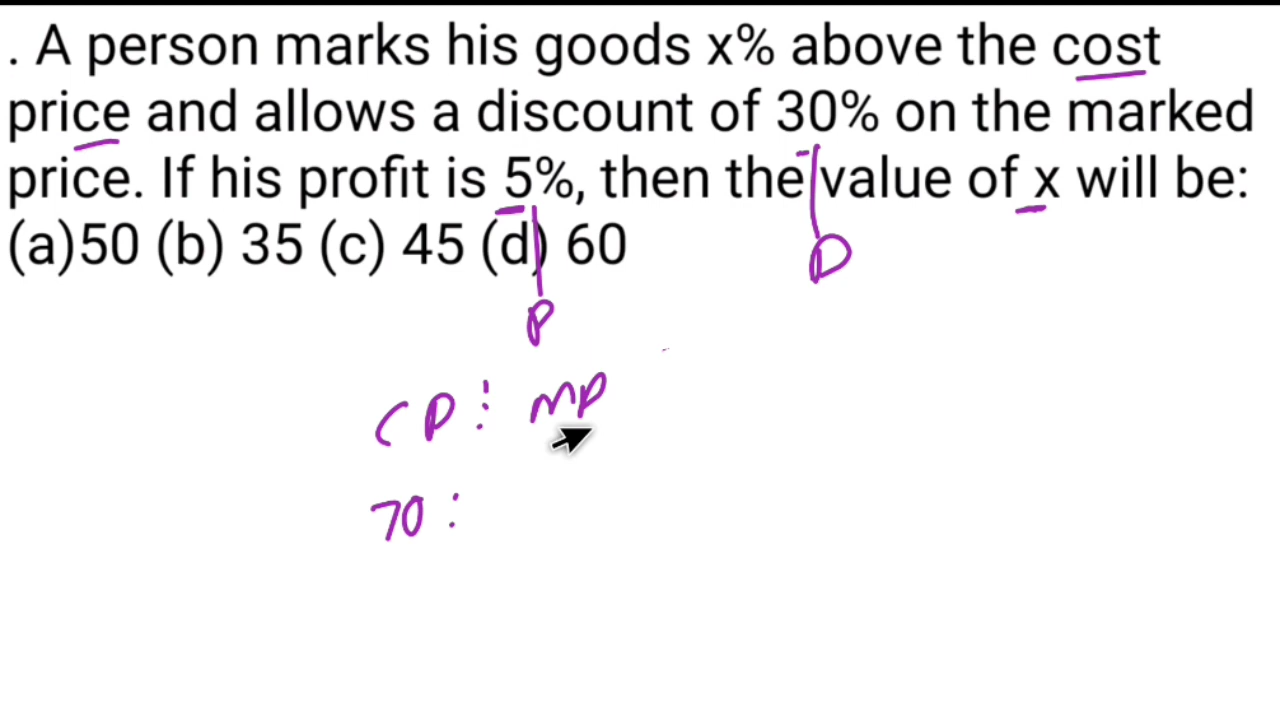 . A person marks his goods x% above the cost
price and allows a discount of 30% on the marked
price. If his profit is 5%, then the value of x will be:
(a)50 (b) 35 (c) 45 (d) 60
D
P
CP : MP
70 :